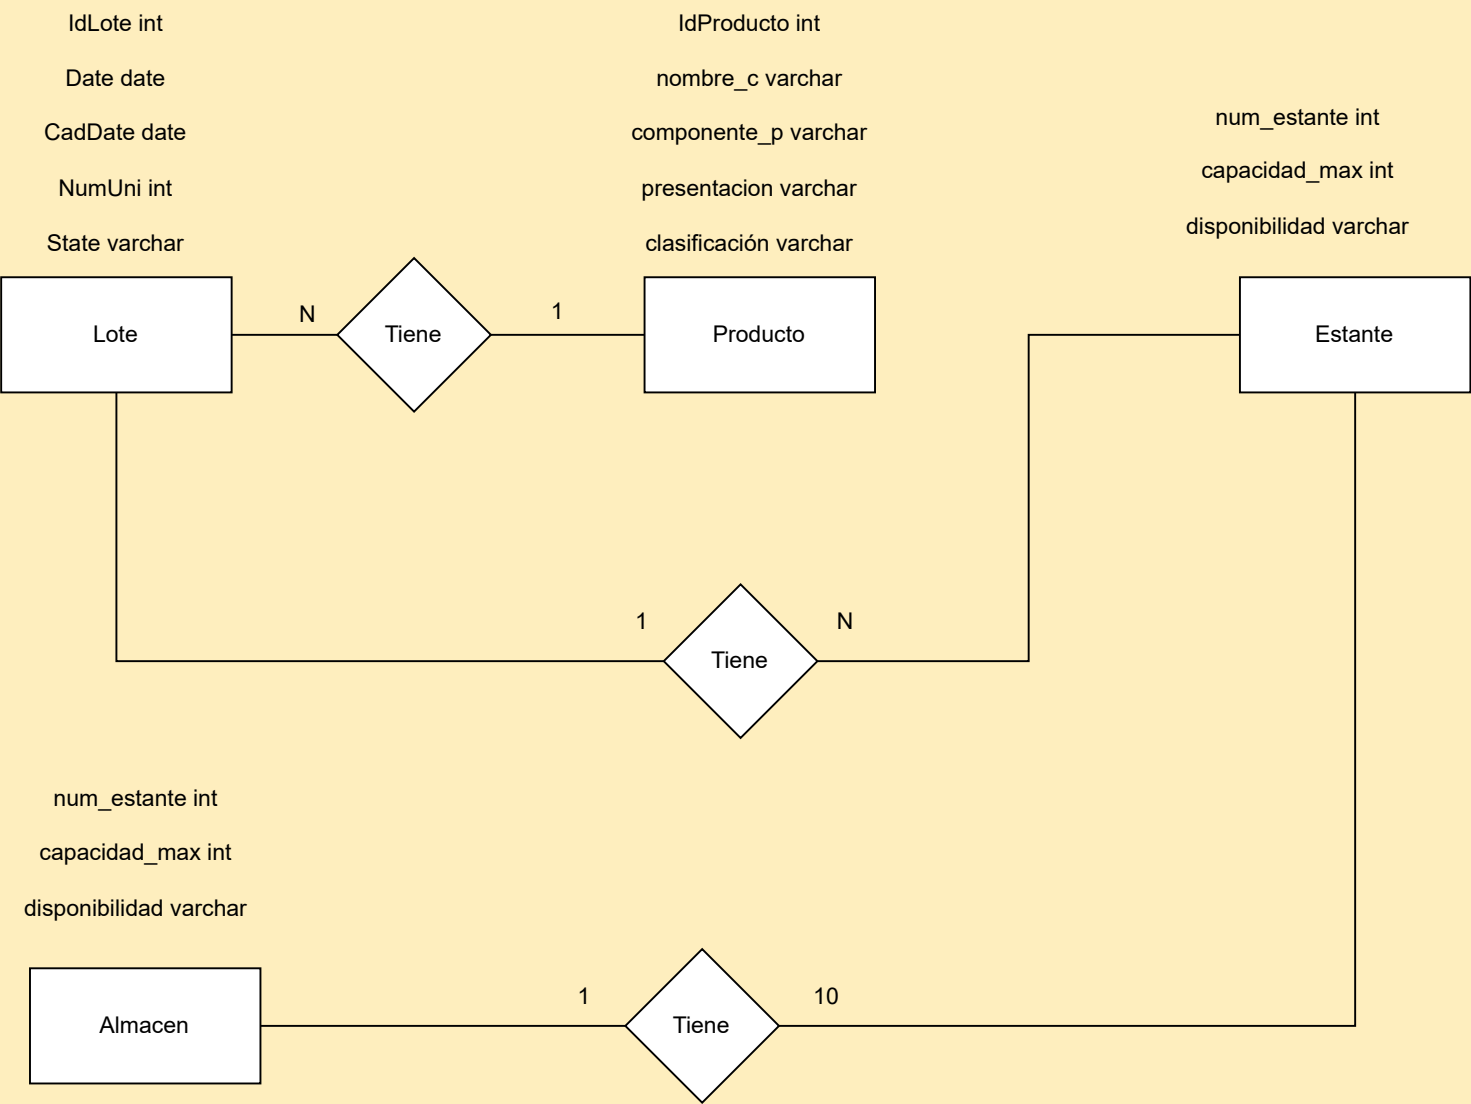 IdLote int
Date date
CadDate date
NumUni int
State varchar
Lote
N
Tiene
1
IdProducto int
nombre_c varchar
componente_p varchar
presentacion varchar
clasificación varchar
Producto
num_estante int
capacidad_max int
disponibilidad varchar
Estante
1
Tiene
N
num_estante int
capacidad_max int
disponibilidad varchar
Almacen
1
Tiene
10